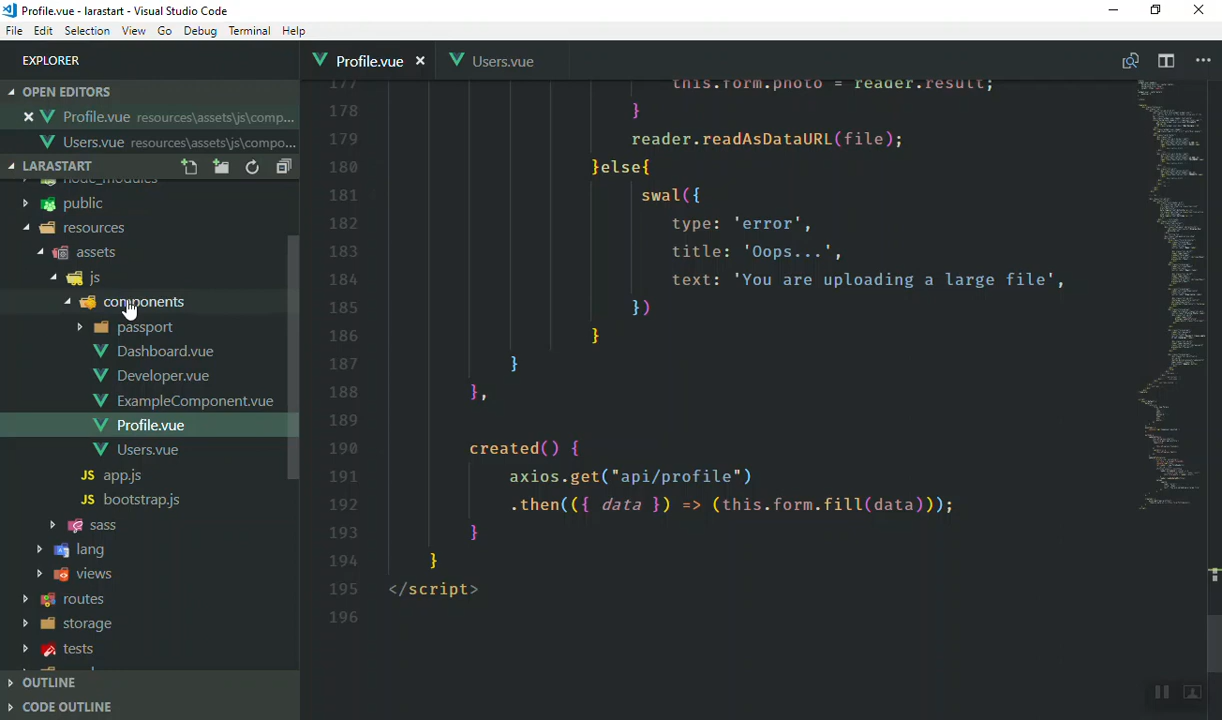 Profile.vue - larastart - Visual Studio Code
File Edit Selection View Go Debug Terminal Help
EXPLORER
OPEN EDITORS
Profile.vue resources\assets\js\comp...
Users.vue resources\assets\js\compo...
LARASTART
node_modules
public
resources
assets
js
components
passport
Dashboard.vue
Developer.vue
ExampleComponent.vue
Profile.vue
Users.vue
JS app.js
JS bootstrap.js
sass
lang
views
routes
storage
tests
OUTLINE
CODE OUTLINE
Profile.vue Users.vue
177 this.form.photo = reader.result;
178 }
179 reader.readAsDataURL(file);
180 }else{
181 swal({
182 type: 'error',
183 title: 'Oops...',
184 text: 'You are uploading a large file',
185 })
186 }
187 }
188 },
189
190 created() {
191 axios.get("api/profile")
192 .then(({ data }) => (this.form.fill(data)));
193 }
194 }
195 </script>
196